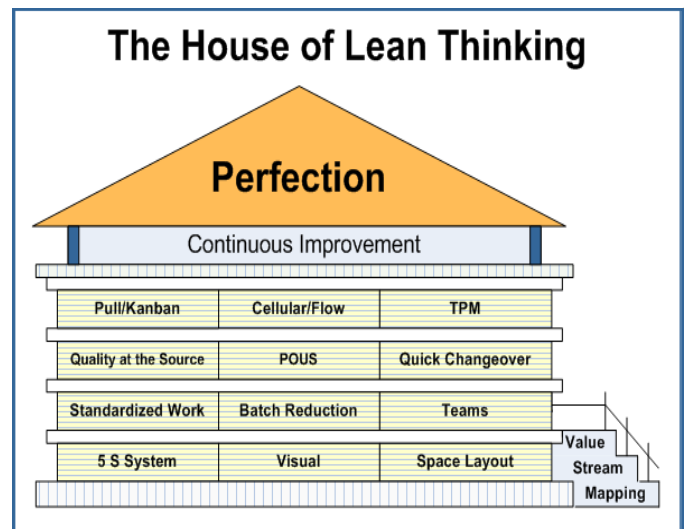 The House of Lean Thinking
Perfection
Continuous Improvement
Pull/Kanban Cellular/Flow TPM
Quality at the Source POUS Quick Changeover
Standardized Work Batch Reduction Teams
5 S System Visual Space Layout
Value
Stream
Mapping